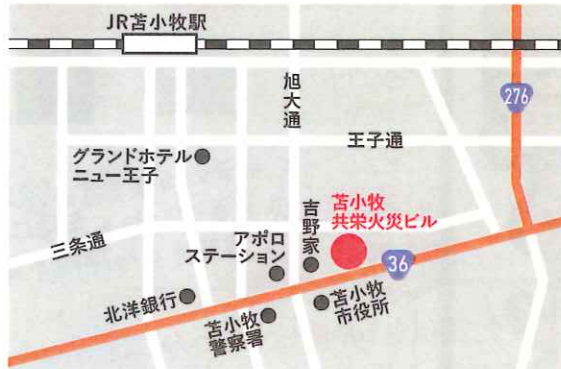 JR苫小牧駅
旭大通
276
王子通
グランドホテル
ニュー王子
吉野家
苫小牧
共栄火災ビル
三条通
アポロ
ステーション
36
北洋銀行
苫小牧
警察署
苫小牧
市役所